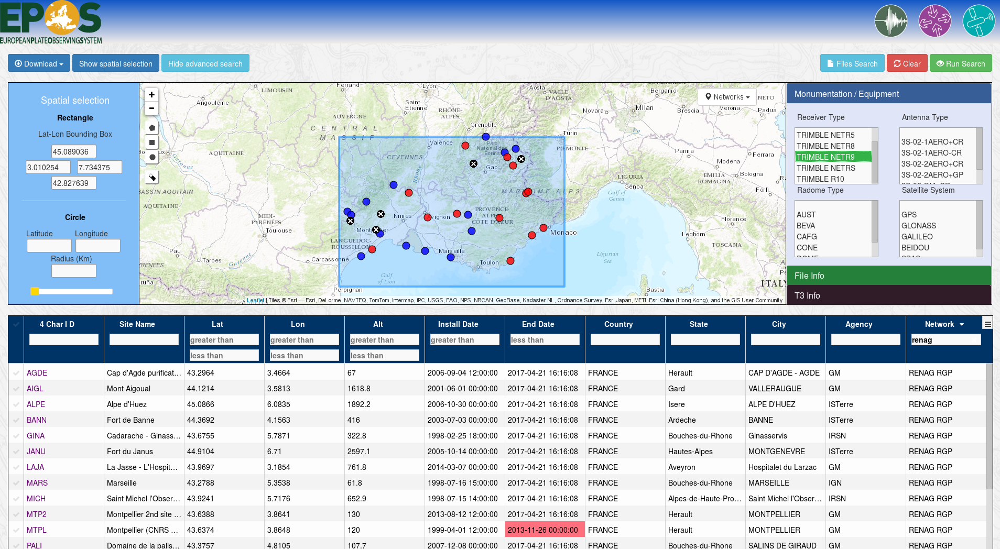 EPOS
EUROPEANPLATEOBSERVINGSYSTEM
Download
Show spatial selection
Hide advanced search
Files Search
Clear
Run Search
Spatial selection
Rectangle
Lat-Lon Bounding Box
45.089036
3.010254 7.734375
42.827639
Circle
Latitude Longitude
Radius (Km)
+
−
Networks
Ferrand
Lyon
Aosta
VALLE
D'AOSTA
Bergamo
LIMOUSIN
Angoulême
Saint-
Étienne
RHÔNE-
ALPES
Novara
Milan
Brescia
Verona
Padua
AUVERGNE
CENTRAL
MASSIF
Grenoble
Turin
Po
Valence
Parc
National des
Écrins
PIEMONTE
AQUITAINE
CEVENNES
Gap
Parma
Modena
Ferrara
Garonne
Rhône
LIGURIA
Genoa
EMILIA
ROMAGNA
Bologna
Forlì
BASSIN AQUITAIN
MARITIME ALPS
Gulf of
Genoa
AQUITAINE
MIDI-
PYRÉNÉES
Toulouse
Nîmes
Avignon
PROVENCE-
ALPES-
CÔTE D'AZUR
Florence
Montpellier
Monaco
Leghorn
LANGUEDOC-
ROUSSILLON
TOSCANA
Pau
Tarbes
Garonne
Carcassonne
Marseille
Toulon
Ligurian
Sea
Gulf
of Lion
Perpignan
Bastia
ITALY
Leaflet | Tiles © Esri — Esri, DeLorme, NAVTEQ, TomTom, Intermap, iPC, USGS, FAO, NPS, NRCAN, GeoBase, Kadaster NL, Ordnance Survey, Esri Japan, METI, Esri China (Hong Kong), and the GIS User Community
Monumentation / Equipment
Receiver Type Antenna Type
TRIMBLE NETR5
TRIMBLE NETR8
TRIMBLE NETR9
TRIMBLE NETRS
TRIMBLE R10
3S-02-1AERO+CR
3S-02-1AERO-CR
3S-02-2AERO+CR
3S-02-2AERO+GP
Radome Type Satellite System
AUST
BEVA
CAFG
CONE
GPS
GLONASS
GALILEO
BEIDOU
File Info
T3 Info
4 Char I D Site Name Lat Lon Alt Install Date End Date Country State City Agency Network
greater than greater than greater than greater than less than renag
less than less than less than
AGDE Cap d'Agde purificat... 43.2964 3.4664 67 2006-09-04 12:00:00 2017-04-21 16:16:08 FRANCE Herault CAP D'AGDE - AGDE GM RENAG RGP
AIGL Mont Aigoual 44.1214 3.5813 1618.8 2001-06-01 00:00:00 2017-04-21 16:16:08 FRANCE Gard VALLERAUGUE GM RENAG RGP
ALPE Alpe d'Huez 45.0866 6.0835 1892.2 2006-10-30 00:00:00 2017-04-21 16:16:08 FRANCE Isere ALPE D'HUEZ ISTerre RENAG RGP
BANN Fort de Banne 44.3692 4.1563 416 2003-07-03 00:00:00 2017-04-21 16:16:08 FRANCE Ardeche BANNE ISTerre RENAG RGP
GINA Cadarache - Ginass... 43.6755 5.7871 322.8 1998-02-25 18:00:00 2017-04-21 16:16:08 FRANCE Bouches-du-Rhone Ginasservis IRSN RENAG RGP
JANU Fort du Janus 44.9104 6.71 2597.1 2005-10-14 00:00:00 2017-04-21 16:16:08 FRANCE Hautes-Alpes MONTGENEVRE ISTerre RENAG RGP
LAJA La Jasse - L'Hospit... 43.9697 3.1854 761.8 2014-03-07 00:00:00 2017-04-21 16:16:08 FRANCE Aveyron Hospitalet du Larzac GM RENAG RGP
MARS Marseille 43.2788 5.3538 61.8 1998-07-16 15:00:00 2017-04-21 16:16:08 FRANCE Bouches-du-Rhone MARSEILLE IGN RENAG RGP
MICH Saint Michel l'Obser... 43.9241 5.7176 652.9 1998-07-15 14:00:00 2017-04-21 16:16:08 FRANCE Alpes-de-Haute-Pro... Saint Michel l'Obser... IRSN RENAG RGP
MTP2 Montpellier 2nd site ... 43.6388 3.8641 130 2013-08-12 12:00:00 2017-04-21 16:16:08 FRANCE Herault MONTPELLIER GM RENAG RGP
MTPL Montpellier (CNRS ... 43.6374 3.8648 120 1999-04-01 12:00:00 2013-11-26 00:00:00 FRANCE Herault MONTPELLIER GM RENAG RGP
PALI Domaine de la palis... 43.3757 4.8105 107.7 2007-12-08 00:00:00 2017-04-21 16:16:08 FRANCE Bouches-du-Rhone SALINS DE GIRAUD GM RENAG RGP